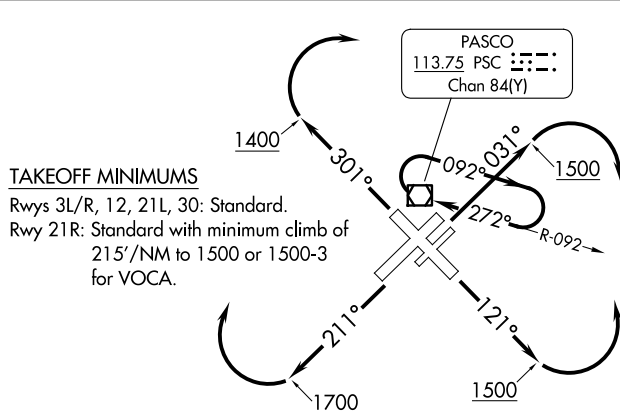 PASCO
113.75 PSC
Chan 84(Y)
1400
301°
092°
031°
1500
272°
R-092
TAKEOFF MINIMUMS
Rwys 3L/R, 12, 21L, 30: Standard.
Rwy 21R: Standard with minimum climb of
215'/NM to 1500 or 1500-3
for VOCA.
211°
121°
1700
1500